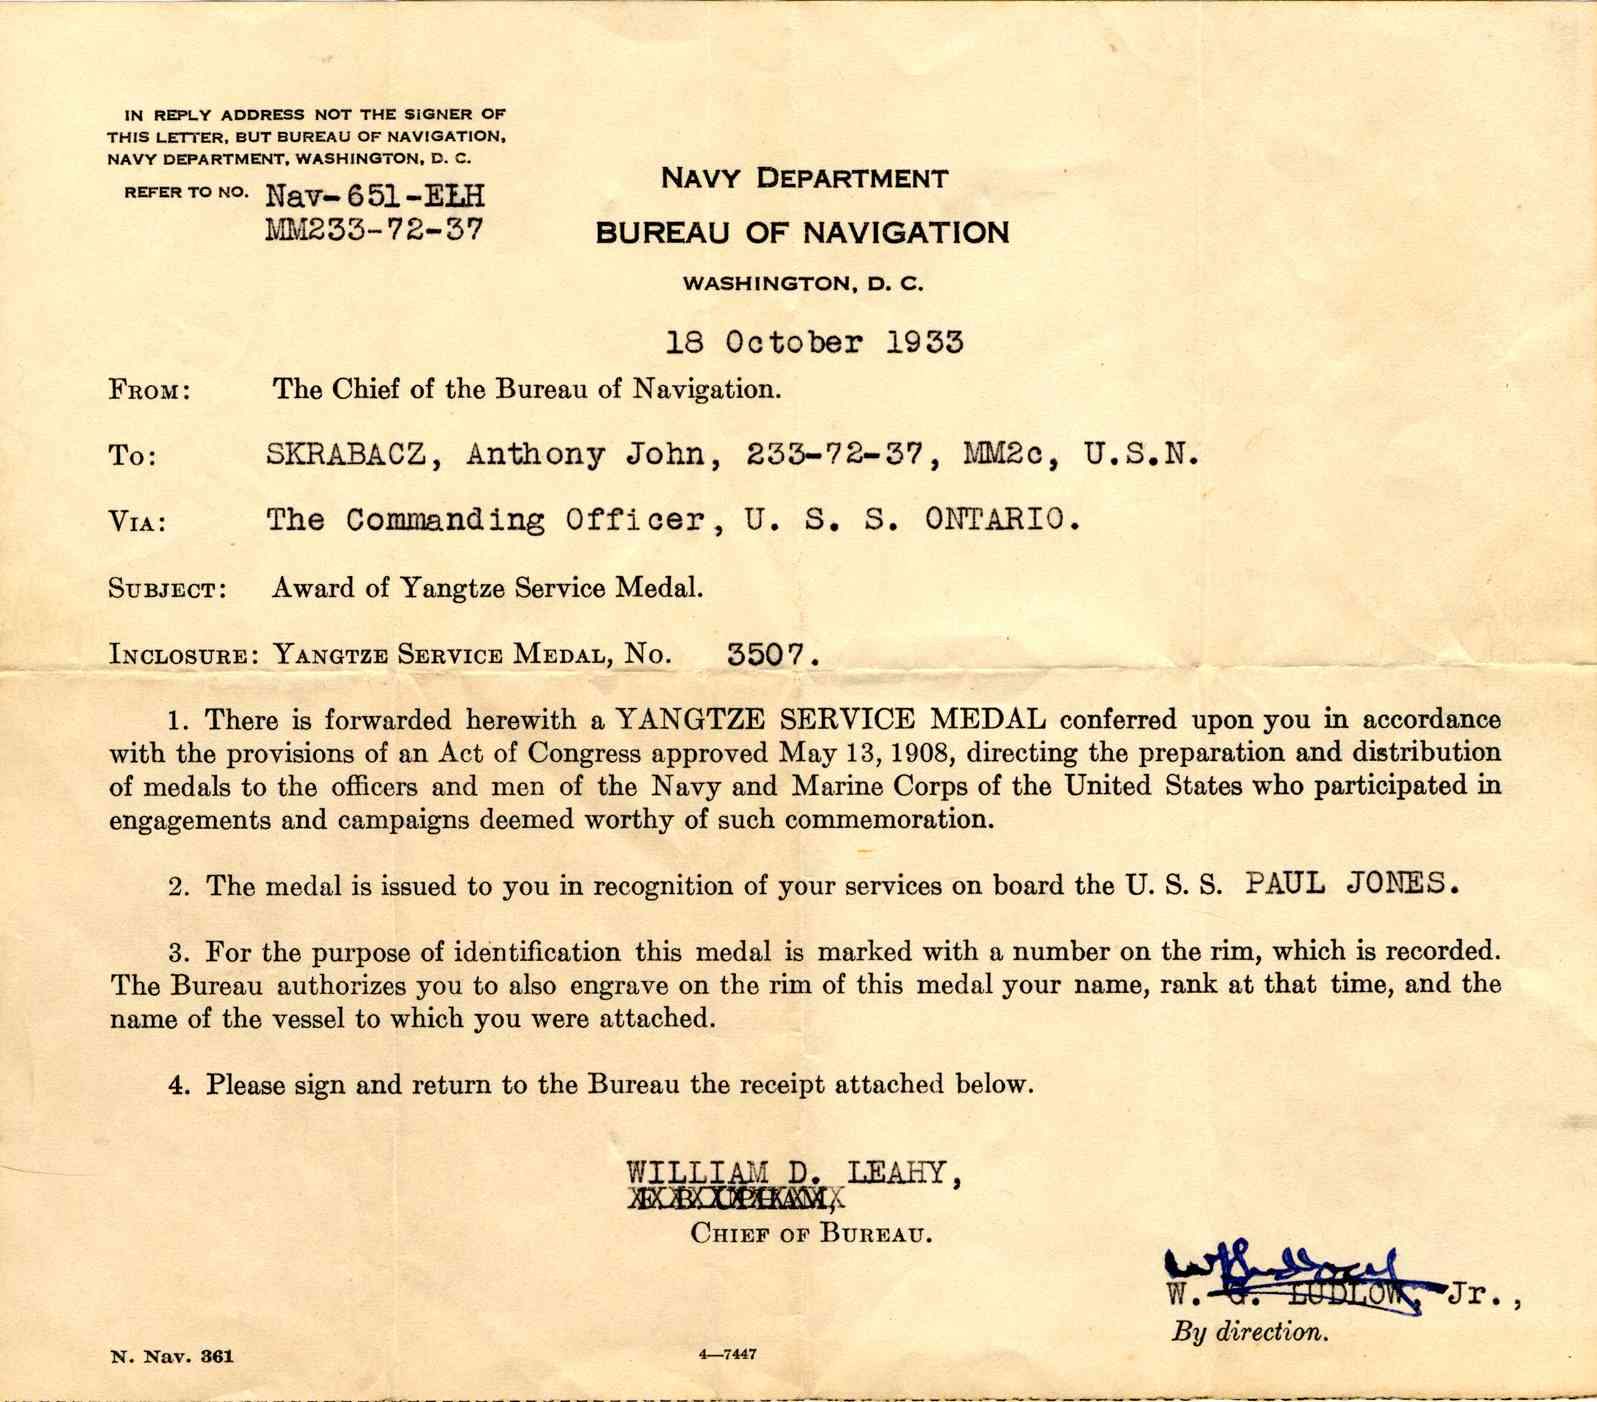 IN REPLY ADDRESS NOT THE SIGNER OF
THIS LETTER, BUT BUREAU OF NAVIGATION,
NAVY DEPARTMENT, WASHINGTON, D. C.
REFER TO NO. Nav-651-ELH
MM233-72-37
NAVY DEPARTMENT
BUREAU OF NAVIGATION
WASHINGTON, D. C.
18 October 1933
FROM: The Chief of the Bureau of Navigation.
TO: SKRABACZ, Anthony John, 233-72-37, MM2c, U.S.N.
VIA: The Commanding Officer, U. S. S. ONTARIO.
SUBJECT: Award of Yangtze Service Medal.
INCLOSURE: YANGTZE SERVICE MEDAL, No. 3507.
1. There is forwarded herewith a YANGTZE SERVICE MEDAL conferred upon you in accordance
with the provisions of an Act of Congress approved May 13, 1908, directing the preparation and distribution
of medals to the officers and men of the Navy and Marine Corps of the United States who participated in
engagements and campaigns deemed worthy of such commemoration.
2. The medal is issued to you in recognition of your services on board the U. S. S. PAUL JONES.
3. For the purpose of identification this medal is marked with a number on the rim, which is recorded.
The Bureau authorizes you to also engrave on the rim of this medal your name, rank at that time, and the
name of the vessel to which you were attached.
4. Please sign and return to the Bureau the receipt attached below.
WILLIAM D. LEAHY,
UPHAM,
CHIEF OF BUREAU.
W. G. LUDLOW, Jr.,
By direction.
N. Nav. 361
4—7447